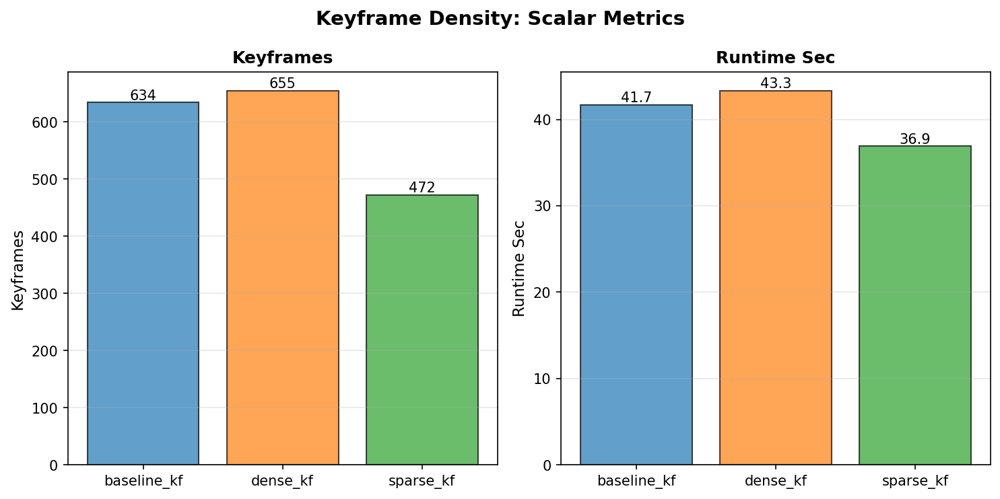 Keyframe Density: Scalar Metrics
Keyframes
Keyframes
0
100
200
300
400
500
600
634
655
472
baseline_kf
dense_kf
sparse_kf
Runtime Sec
Runtime Sec
0
10
20
30
40
41.7
43.3
36.9
baseline_kf
dense_kf
sparse_kf